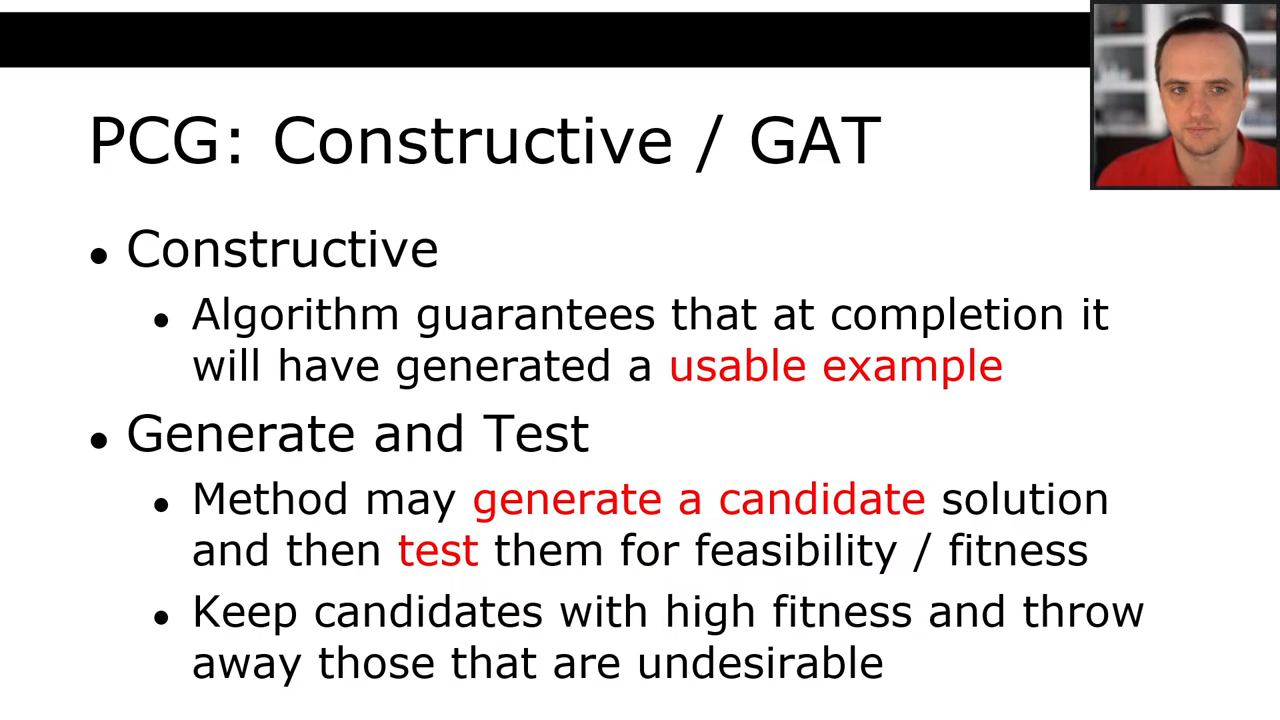 PCG: Constructive / GAT
• Constructive
• Algorithm guarantees that at completion it
will have generated a usable example
• Generate and Test
• Method may generate a candidate solution
and then test them for feasibility / fitness
• Keep candidates with high fitness and throw
away those that are undesirable